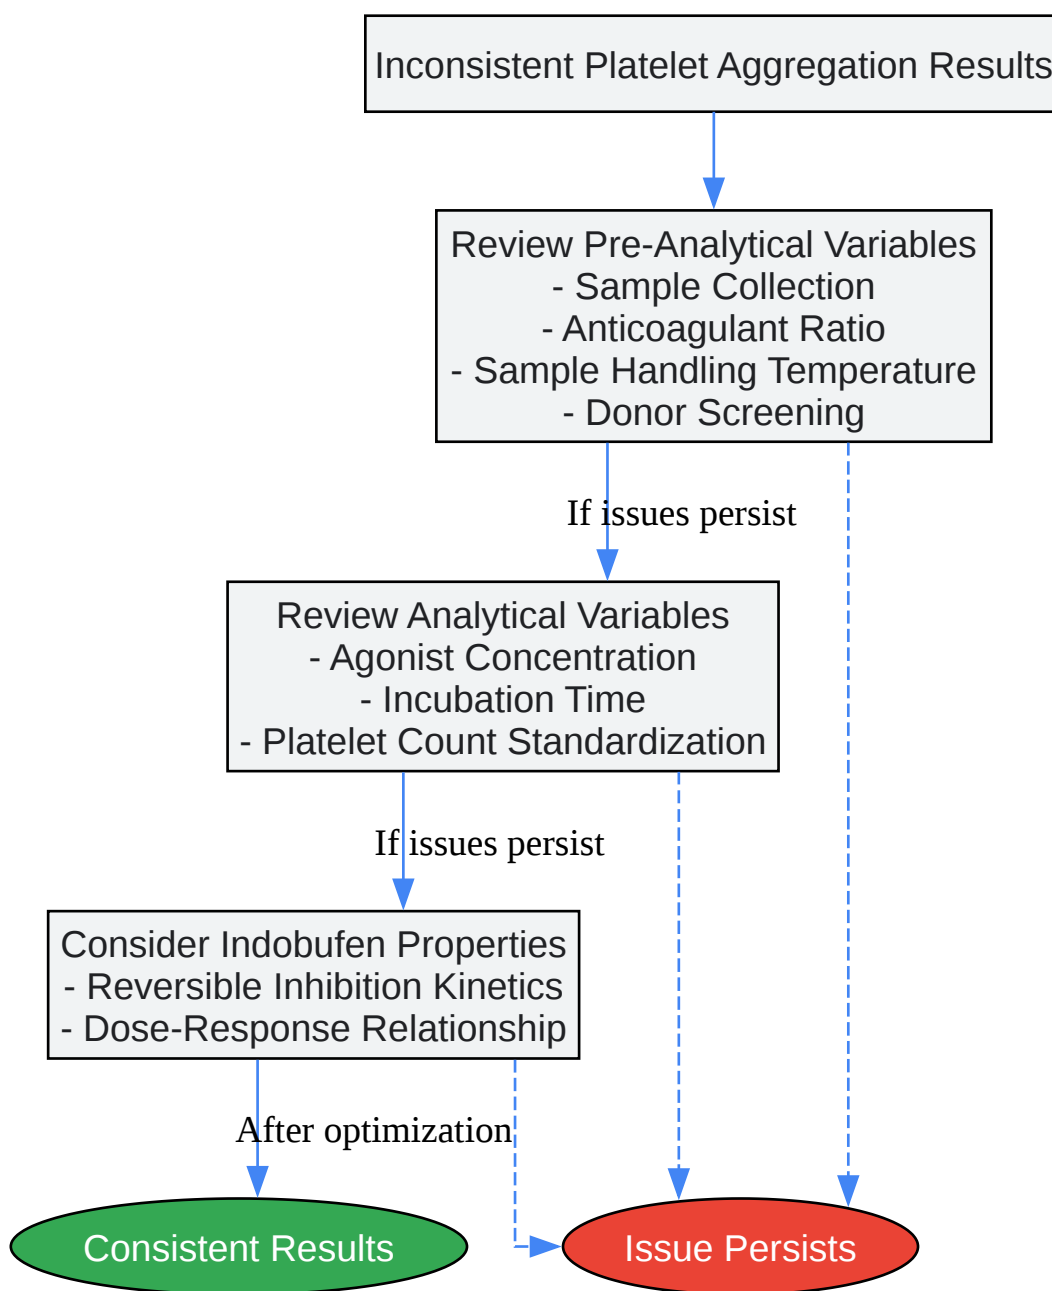 Inconsistent Platelet Aggregation Results
Review Pre-Analytical Variables
- Sample Collection
- Anticoagulant Ratio
- Sample Handling Temperature
- Donor Screening
If issues persist
Review Analytical Variables
- Agonist Concentration
- Incubation Time
- Platelet Count Standardization
If issues persist
Consider Indobufen Properties
- Reversible Inhibition Kinetics
- Dose-Response Relationship
After optimization
Consistent Results
Issue Persists